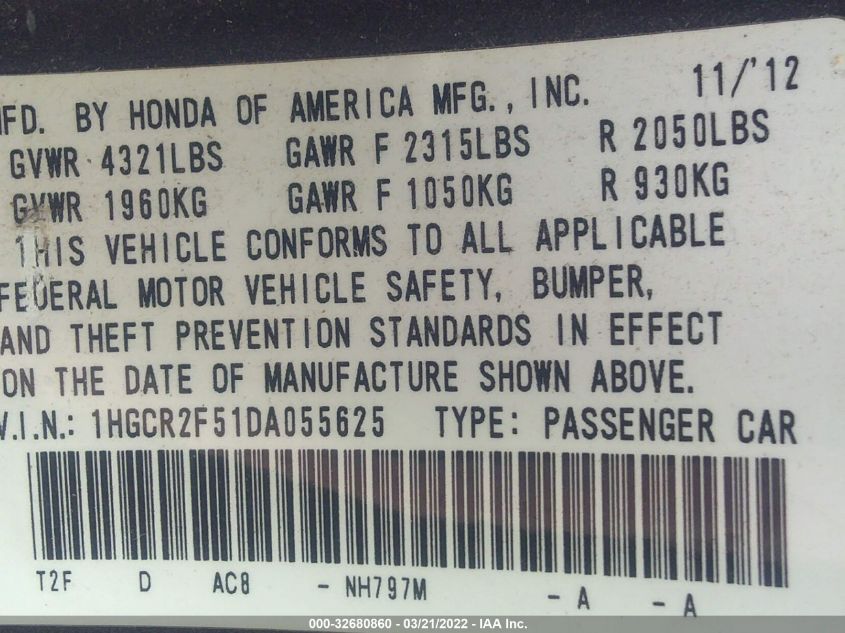 MFD. BY HONDA OF AMERICA MFG., INC. 11/'12
GVWR 4321LBS GAWR F 2315LBS R 2050LBS
GVWR 1960KG GAWR F 1050KG R 930KG
THIS VEHICLE CONFORMS TO ALL APPLICABLE
FEDERAL MOTOR VEHICLE SAFETY, BUMPER,
AND THEFT PREVENTION STANDARDS IN EFFECT
ON THE DATE OF MANUFACTURE SHOWN ABOVE.
V.I.N.: 1HGCR2F51DA055625 TYPE: PASSENGER CAR
T2F D AC8 - NH797M - A - A
000-32680860 - 03/21/2022 - IAA Inc.